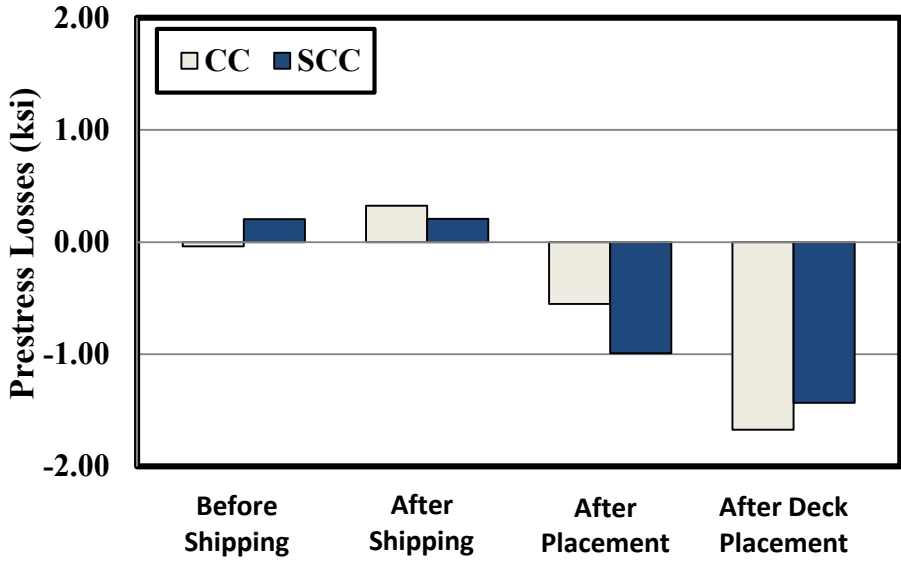 2.00
CC SCC
1.00
0.00
-1.00
-2.00
Prestress Losses (ksi)
Before
Shipping
After
Shipping
After
Placement
After Deck
Placement